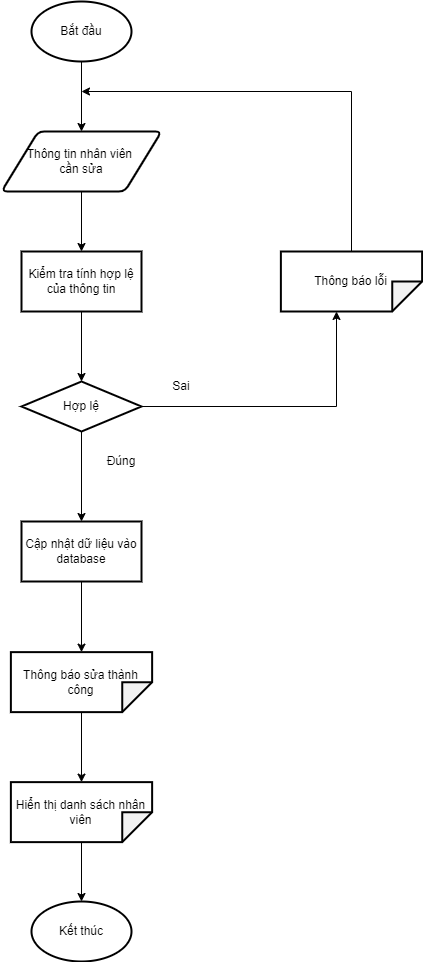 Bắt đầu
Thông tin nhân viên
cần sửa
Kiểm tra tính hợp lệ
của thông tin
Thông báo lỗi
Sai
Hợp lệ
Đúng
Cập nhật dữ liệu vào
database
Thông báo sửa thành
công
Hiển thị danh sách nhân
viên
Kết thúc